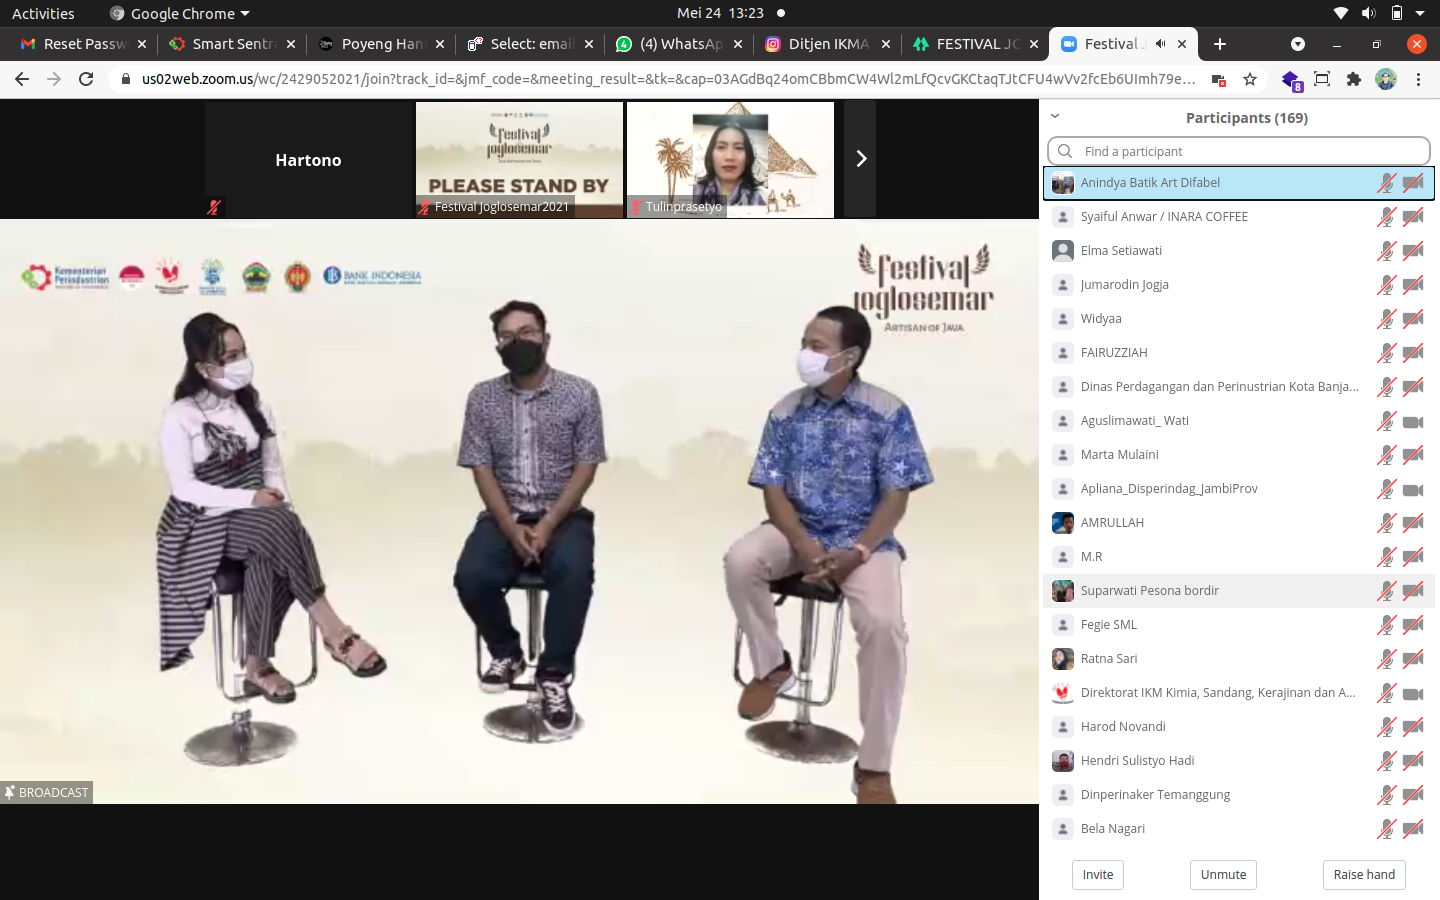 Activities
Google Chrome
Mei 24 13:23
Reset Passw
Smart Sentra
Poyeng Han
Select: email
(4) WhatsAp
Ditjen IKMA
FESTIVAL JO
Festival J
us02web.zoom.us/wc/2429052021/join?track_id=&jmf_code=&meeting_result=&tk=&cap=03AGdBq24omCBbmCW4Wl2mLfQcvGKCtaqTJtCFU4wVv2fcEb6UImh79e...
8
Hartono
festival
joglosemar
PLEASE STAND BY
Festival Joglosemar2021
Tulinprasetyo
Kementerian
Perindustrian
BANK INDONESIA
festival
joglosemar
ARTISAN OF JAVA
BROADCAST
Participants (169)
Find a participant
Anindya Batik Art Difabel
Syaiful Anwar / INARA COFFEE
Elma Setiawati
Jumarodin Jogja
Widyaa
FAIRUZZIAH
Dinas Perdagangan dan Perinustrian Kota Banja...
Aguslimawati_ Wati
Marta Mulaini
Apliana_Disperindag_JambiProv
AMRULLAH
M.R
Suparwati Pesona bordir
Fegie SML
Ratna Sari
Direktorat IKM Kimia, Sandang, Kerajinan dan A...
Harod Novandi
Hendri Sulistyo Hadi
Dinperinaker Temanggung
Bela Nagari
Invite
Unmute
Raise hand